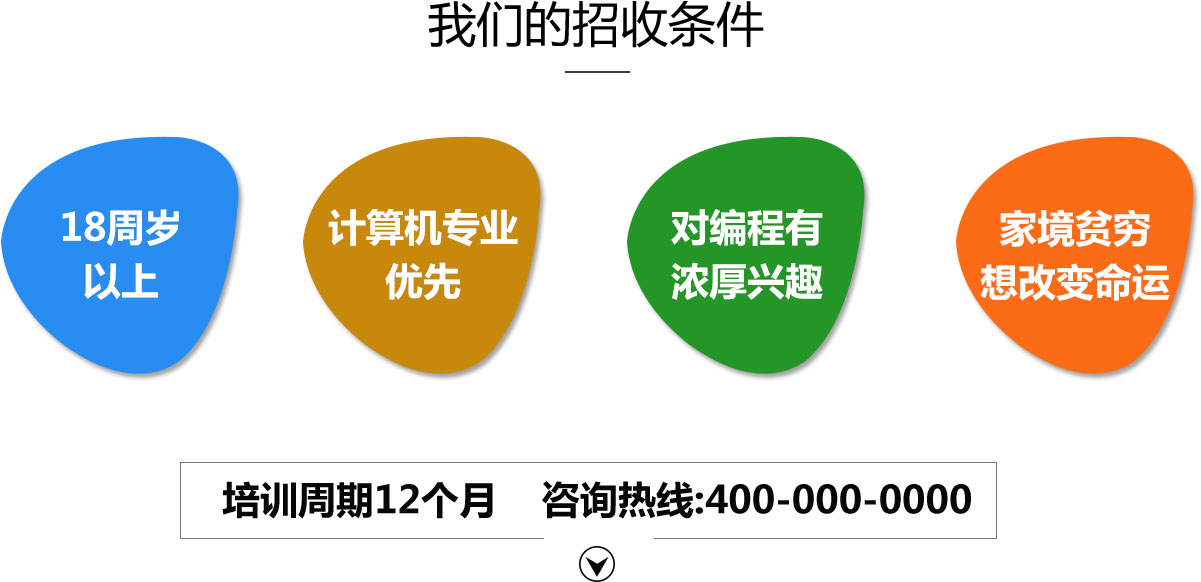 我们的招收条件
18周岁
以上
计算机专业
优先
对编程有
浓厚兴趣
家境贫穷
想改变命运
培训周期12个月 咨询热线:400-000-0000